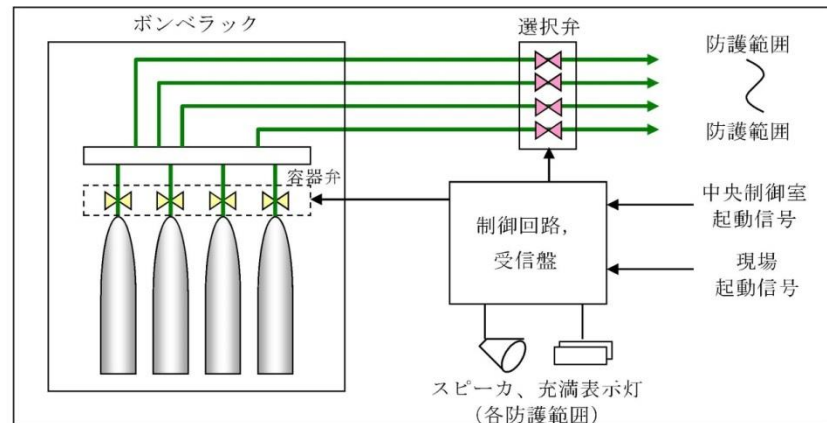 ボンベラック
選択弁
防護範囲
防護範囲
容器弁
制御回路,
受信盤
中央制御室
起動信号
現場
起動信号
スピーカ、充満表示灯
(各防護範囲)